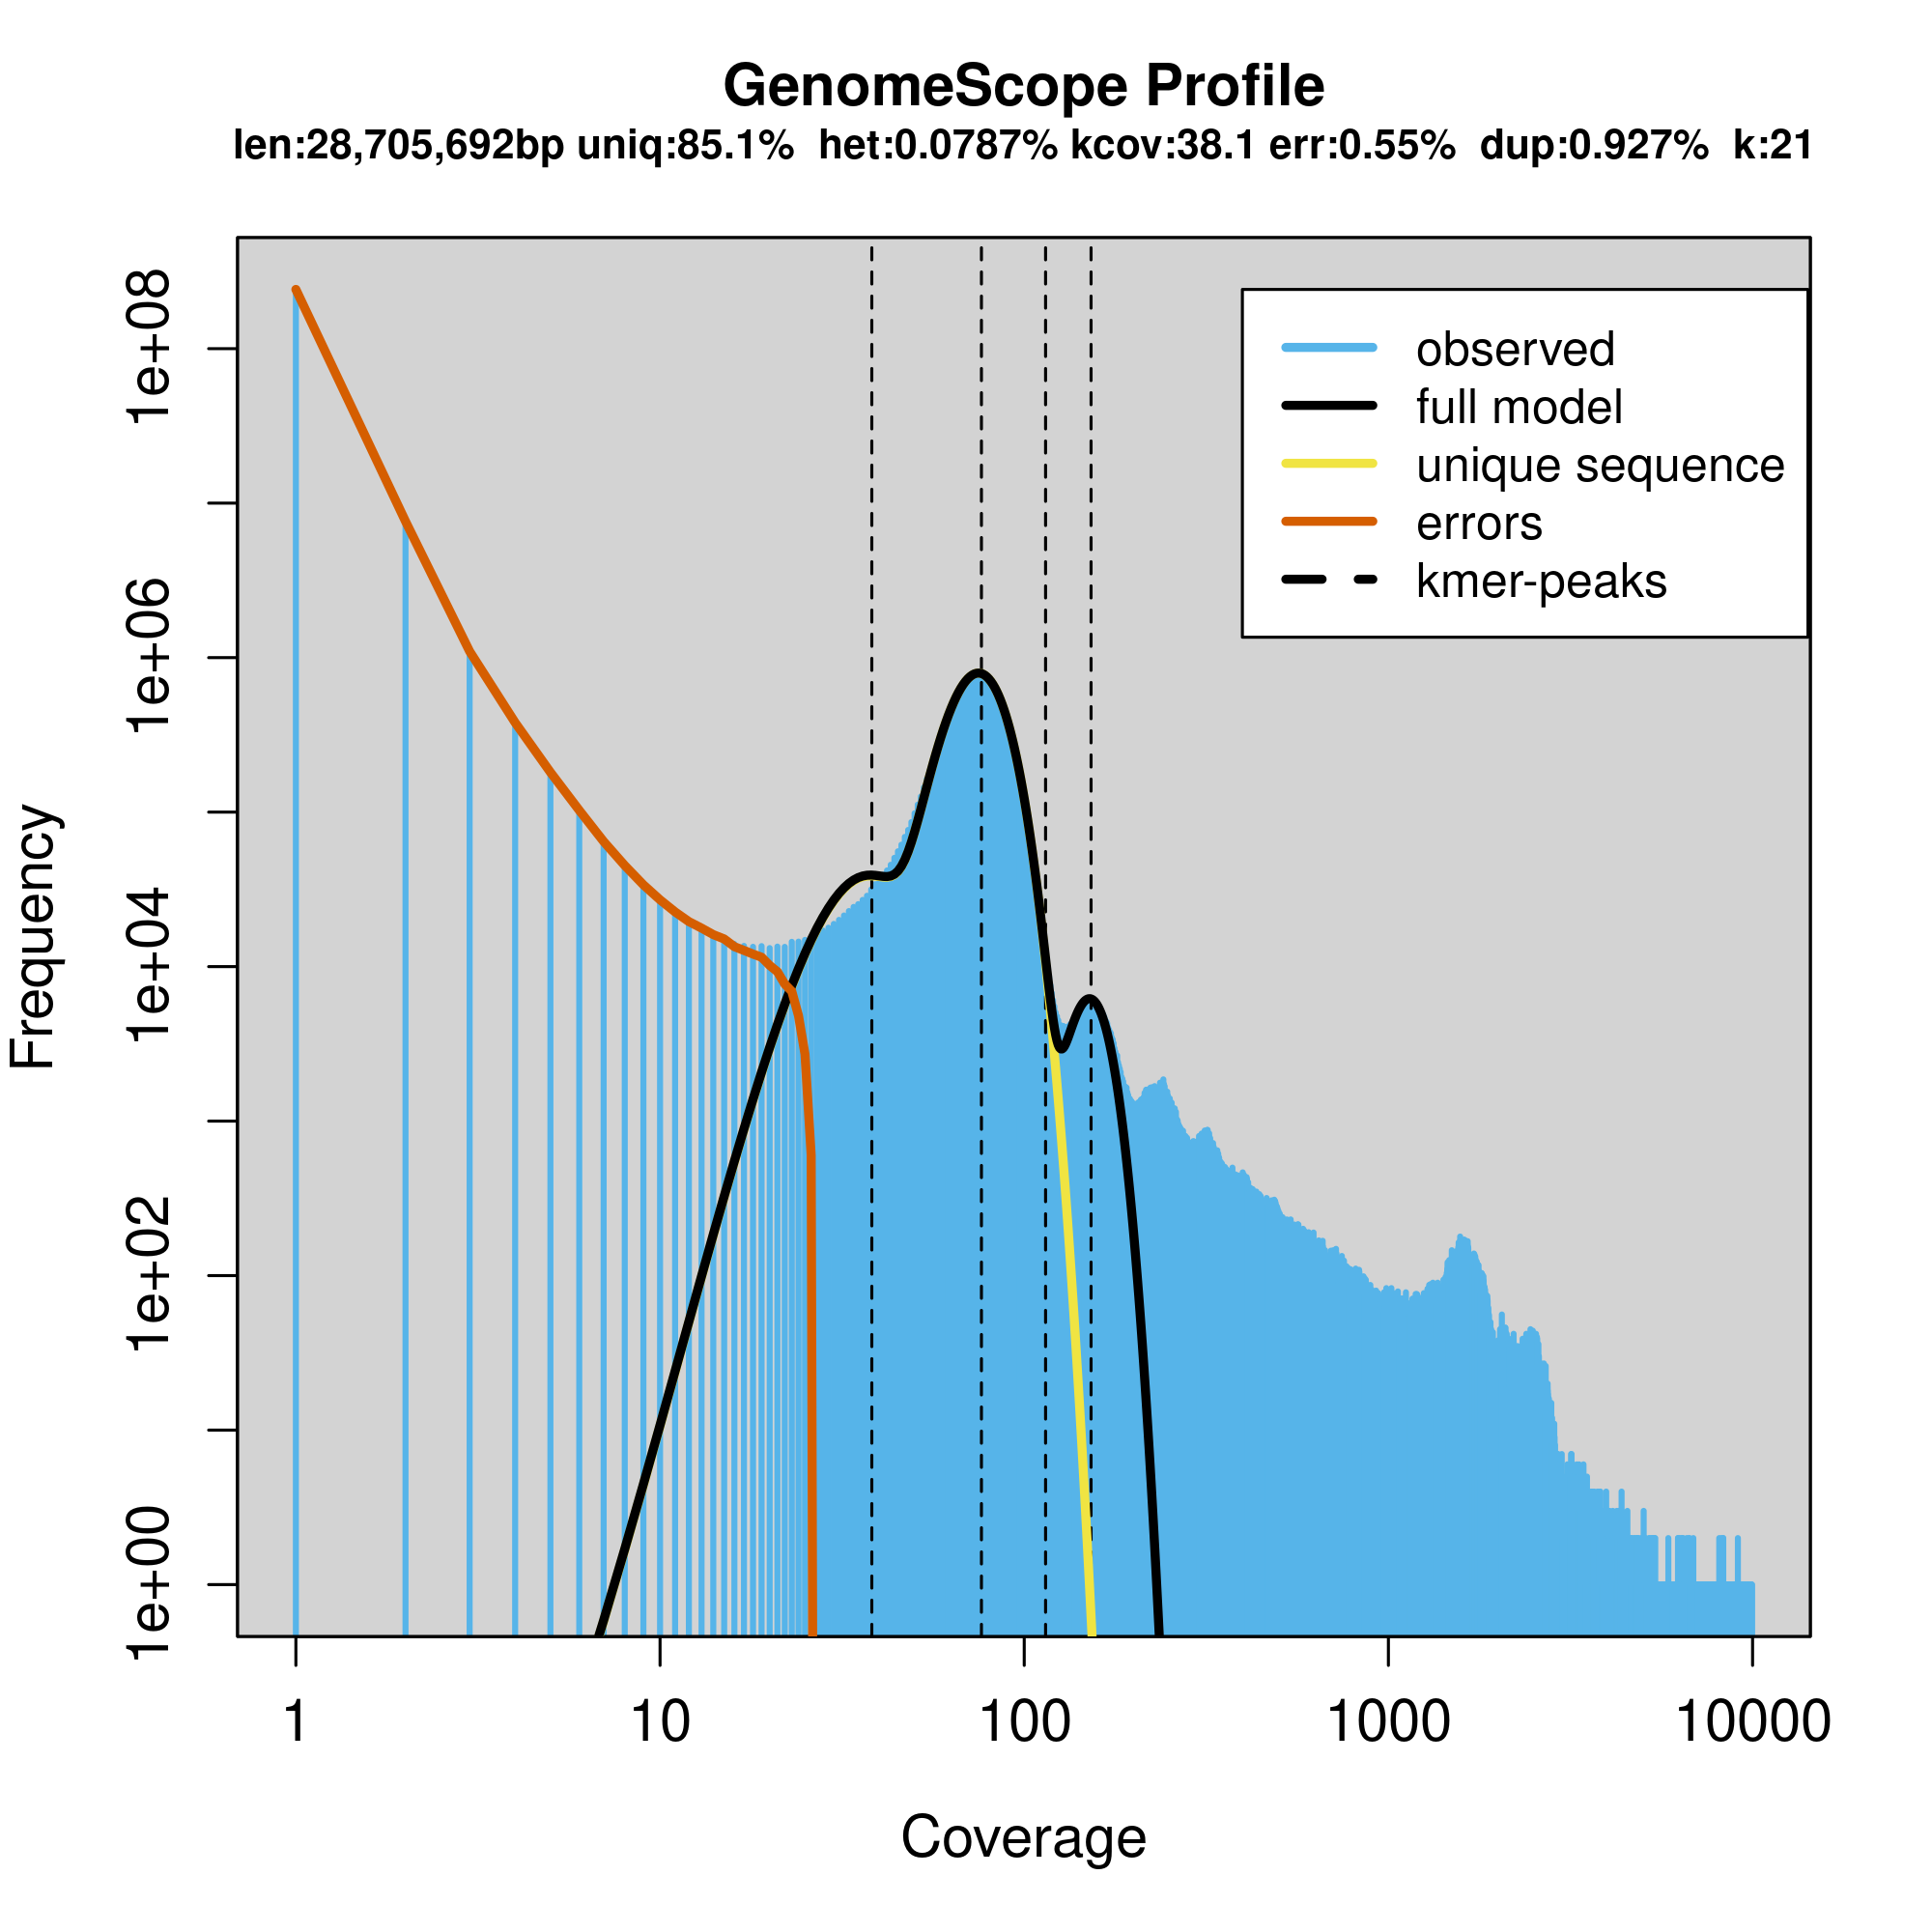 GenomeScope Profile
len:28,705,692bp uniq:85.1% het:0.0787% kcov:38.1 err:0.55% dup:0.927% k:21
observed
full model
unique sequence
errors
kmer-peaks
Frequency
1e+08
1e+06
1e+04
1e+02
1e+00
1 10 100 1000 10000
Coverage